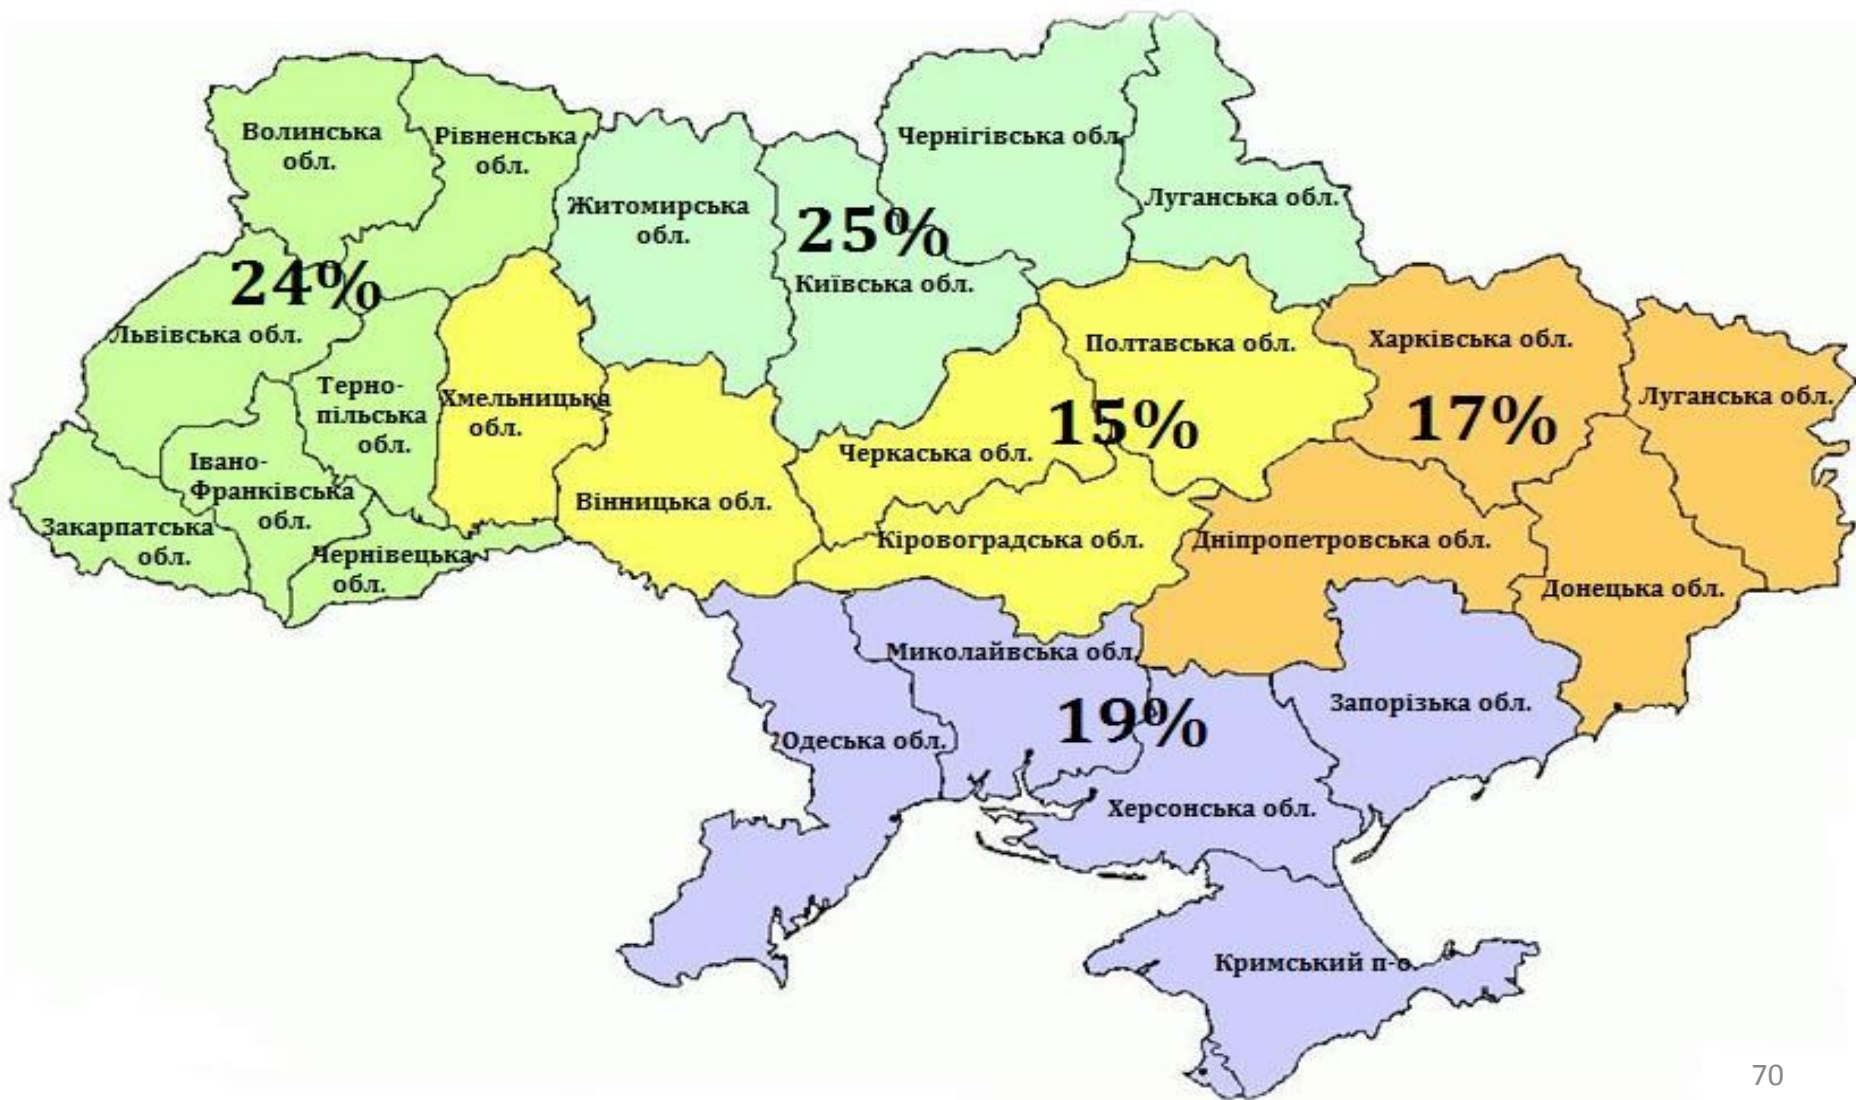 Волинська
обл.
Рівненська
обл.
Житомирська
обл.
25%
Київська обл.
Чернігівська обл.
Луганська обл.
24%
Львівська обл.
Терно-
пільська
обл.
Хмельницька
обл.
Івано-
Франківська
обл.
Закарпатська
обл.
Чернівецька
обл.
Вінницька обл.
Черкаська обл.
15%
Полтавська обл.
Кіровоградська обл.
Харківська обл.
17%
Луганська обл.
Дніпропетровська обл.
Донецька обл.
Миколайвська обл.
19%
Одеська обл.
Запорізька обл.
Херсонська обл.
Кримський п-о.
70